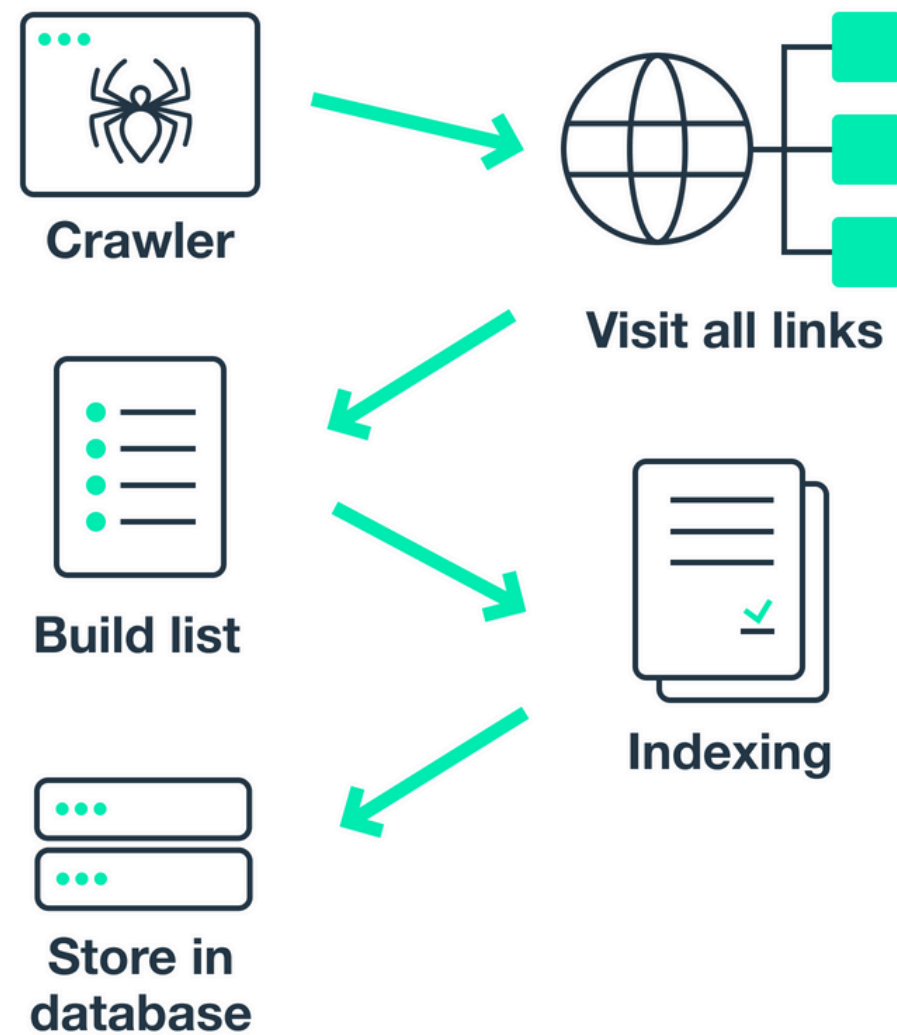 Crawler
Visit all links
Build list
Indexing
Store in
database